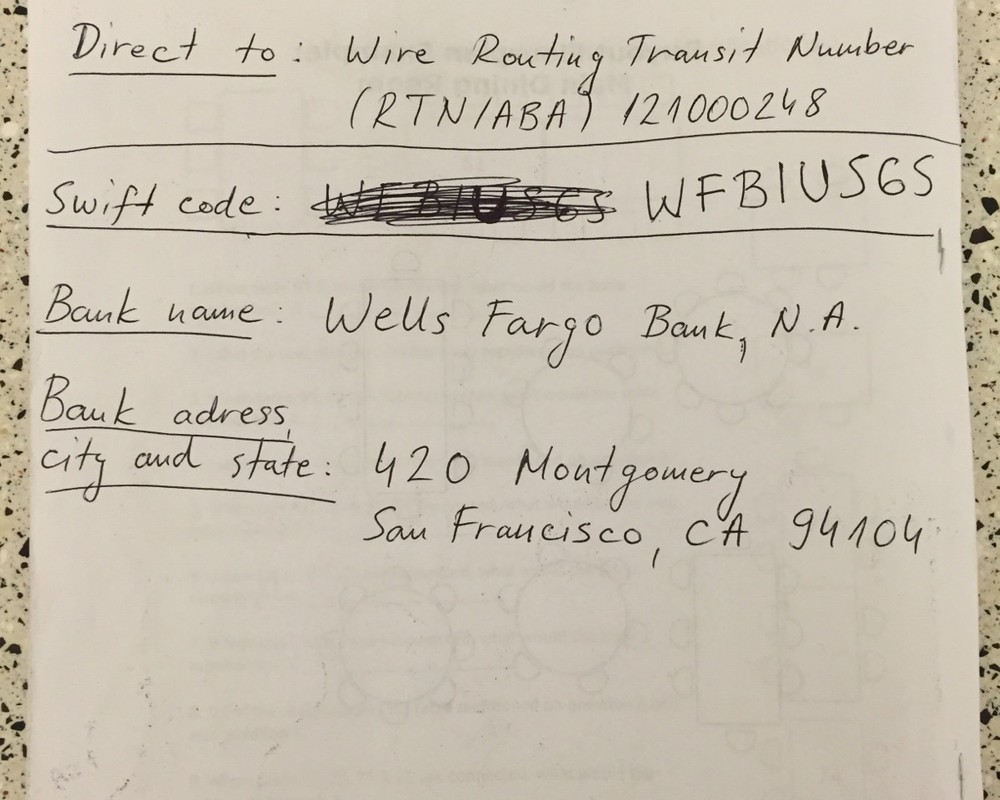 Direct to: Wire Routing Transit Number
(RTN/ABA) 121000248
Swift code: WFBIUS6S WFBIUS6S
Bank name: Wells Fargo Bank, N.A.
Bank adress,
city and state: 420 Montgomery
San Francisco, CA 94104